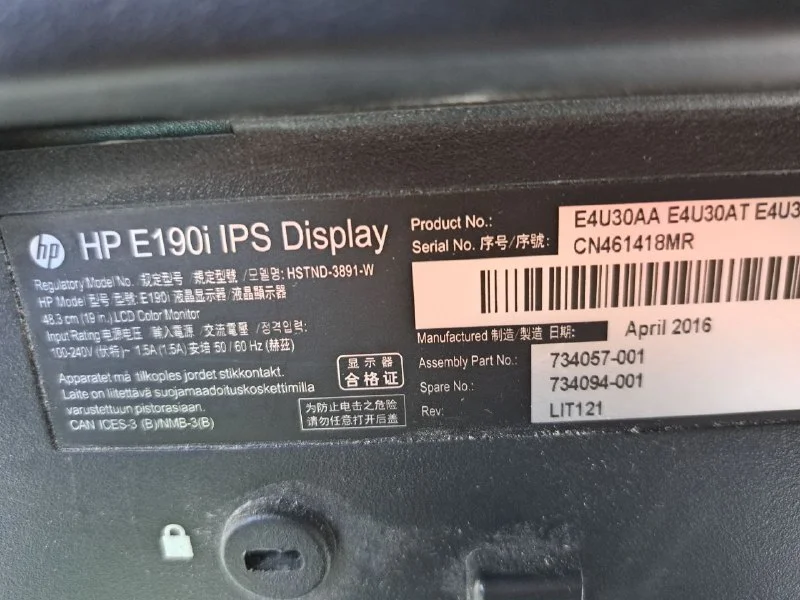 hp HP E190i IPS Display
Regulatory Model No. /规定型号 /規定型號 /모델명: HSTND-3891-W
HP Model 型号 型號: E190i 液晶显示器/液晶顯示器
48.3 cm (19 in.) LCD Color Monitor
Input Rating 电源电压 / 輸入電源 / 交流電壓 /정격입력:
100-240V (伏特)~ 1.5A (1.5A) 安培 50 / 60 Hz (赫兹)
Apparatet må tilkoples jordet stikkontakt.
Laite on liitettävä suojamaadoituskoskettimilla
varustettuun pistorasiaan.
CAN ICES-3 (B)/NMB-3(B)
显示器
合格证
为防止电击之危险
请勿任意打开后盖
Product No.: E4U30AA E4U30AT E4U3
Serial No. 序号/序號: CN461418MR
Manufactured 制造/製造 日期: April 2016
Assembly Part No.: 734057-001
Spare No.: 734094-001
Rev: LIT121